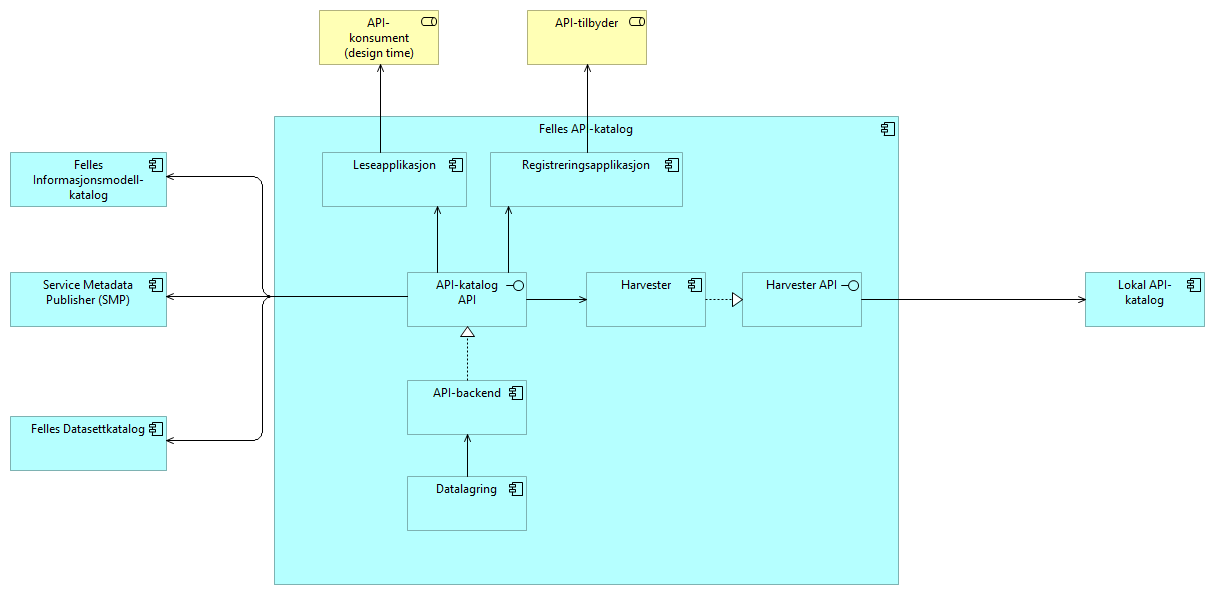 API-
konsument
(design time)
API-tilbyder
Felles API-katalog
Felles
Informasjonsmodell-
katalog
Leseapplikasjon
Registreringsapplikasjon
Service Metadata
Publisher (SMP)
API-katalog
API
Harvester
Harvester API
Lokal API-
katalog
API-backend
Felles Datasettkatalog
Datalagring